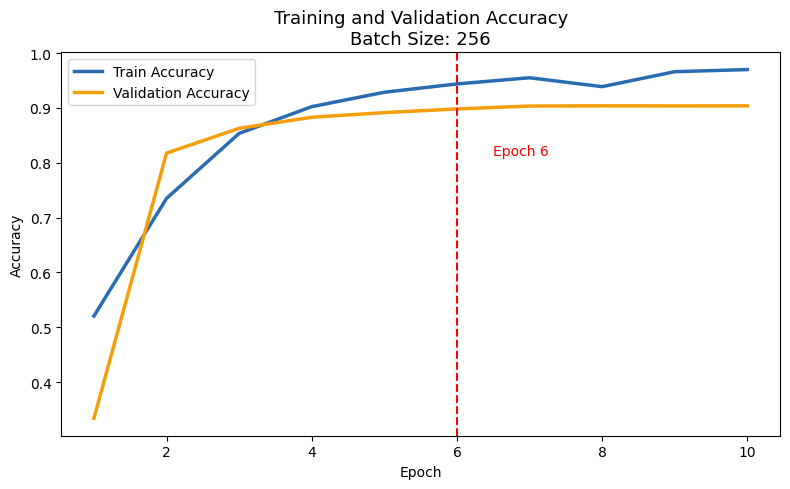 Training and Validation Accuracy
Batch Size: 256
Train Accuracy
Validation Accuracy
Epoch 6
Accuracy
1.0
0.9
0.8
0.7
0.6
0.5
0.4
2 4 6 8 10
Epoch